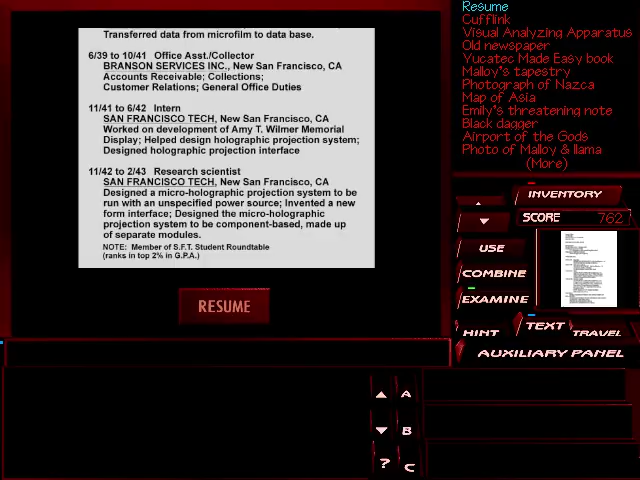 Transferred data from microfilm to data base.
6/39 to 10/41 Office Asst./Collector
BRANSON SERVICES INC., New San Francisco, CA
Accounts Receivable; Collections;
Customer Relations; General Office Duties
11/41 to 6/42 Intern
SAN FRANCISCO TECH, New San Francisco, CA
Worked on development of Amy T. Wilmer Memorial
Display; Helped design holographic projection system;
Designed holographic projection interface
11/42 to 2/43 Research scientist
SAN FRANCISCO TECH, New San Francisco, CA
Designed a micro-holographic projection system to be
run with an unspecified power source; Invented a new
form interface; Designed the micro-holographic
projection system to be component-based, made up
of separate modules.
NOTE: Member of S.F.T. Student Roundtable
(ranks in top 2% in G.P.A.)
RESUME
Resume
Cufflink
Visual Analyzing Apparatus
Old newspaper
Yucatec Made Easy book
Malloy's tapestry
Photograph of Nazca
Map of Asia
Emily's threatening note
Black dagger
Airport of the Gods
Photo of Malloy & llama
(More)
INVENTORY
SCORE 762
USE
COMBINE
EXAMINE
HINT TEXT TRAVEL
AUXILIARY PANEL
A
B
? C